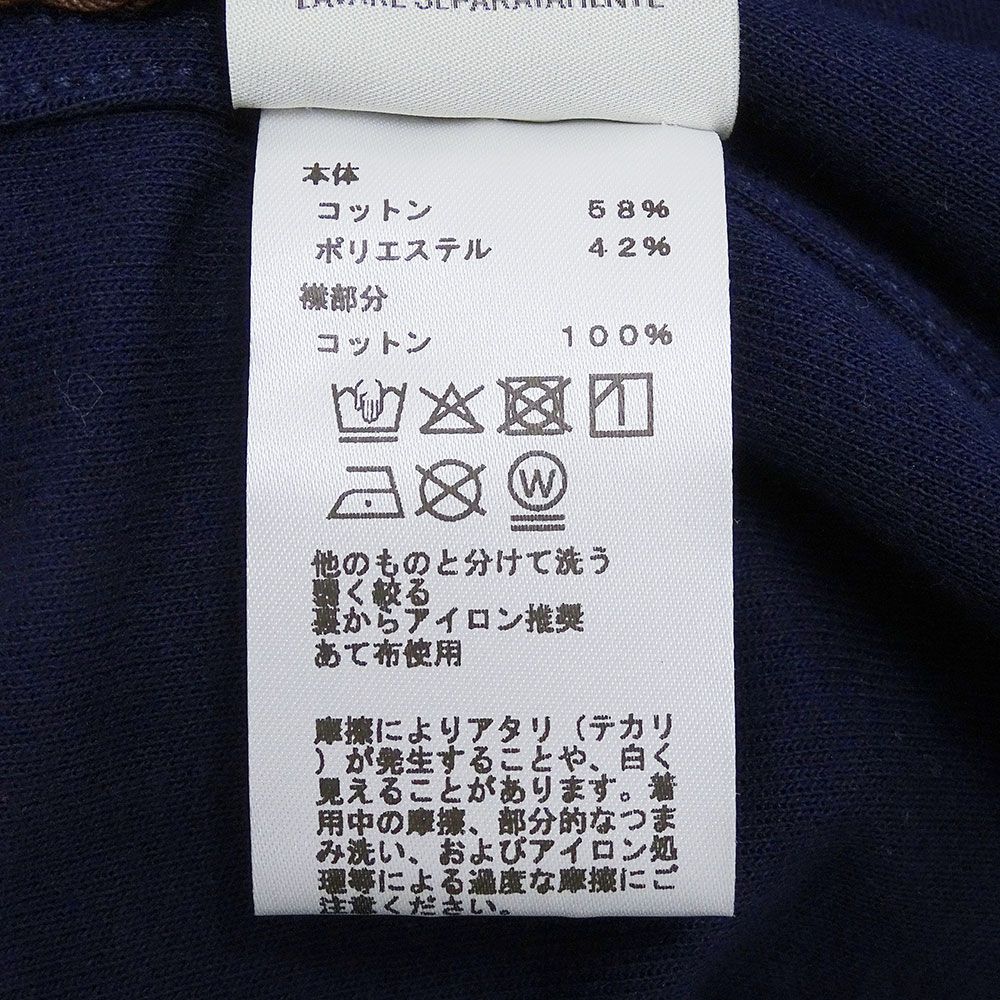 LAVARE SEPARATAMENTE
本体
コットン 58%
ポリエステル 42%
襟部分
コットン 100%
W
他のものと分けて洗う
弱く絞る
裏からアイロン推奨
あて布使用
摩擦によりアタリ（テカリ
）が発生することや、白く
見えることがあります。着
用中の摩擦、部分的なつま
み洗い、およびアイロン処
理等による過度な摩擦にご
注意ください。